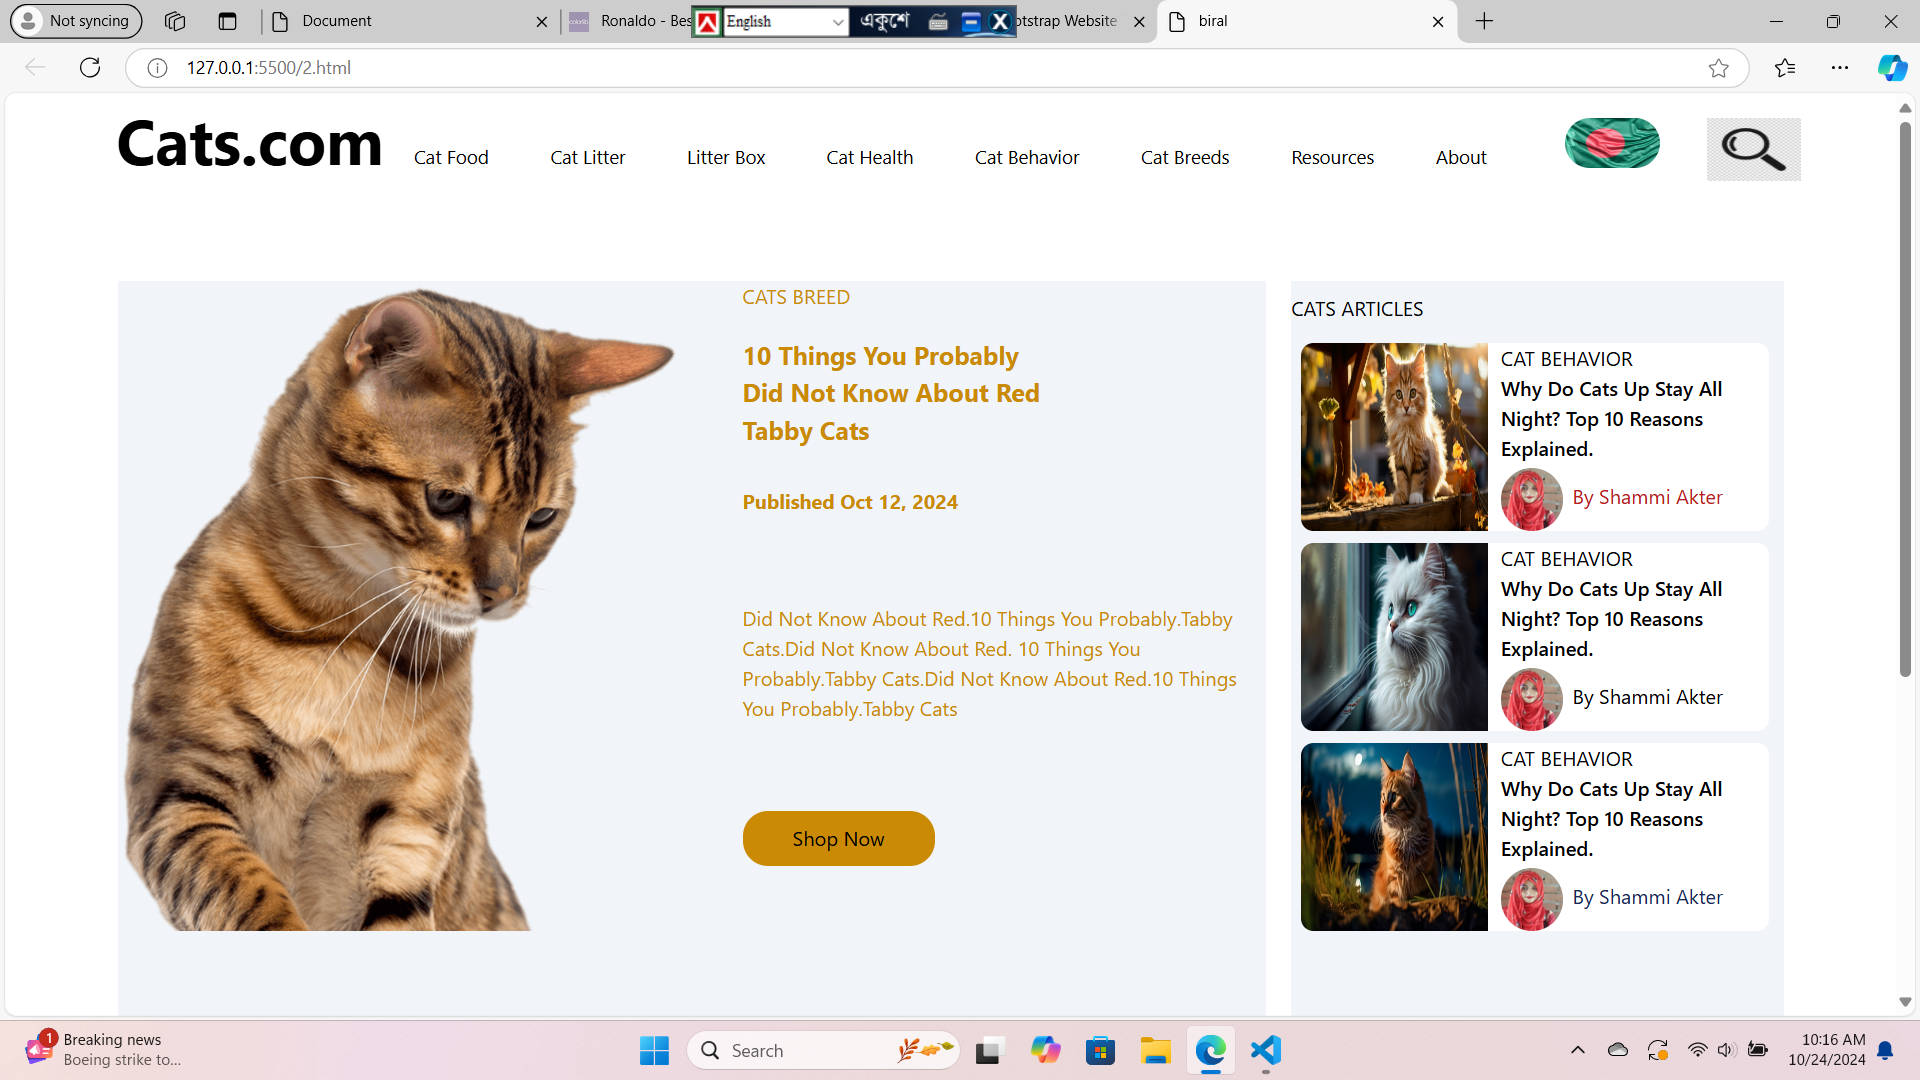 Not syncing
Document
Ronaldo - Bes
English
একুশে
otstrap Website
biral
127.0.0.1:5500/2.html
Cats.com
Cat Food
Cat Litter
Litter Box
Cat Health
Cat Behavior
Cat Breeds
Resources
About
CATS BREED
10 Things You Probably
Did Not Know About Red
Tabby Cats
Published Oct 12, 2024
Did Not Know About Red.10 Things You Probably.Tabby
Cats.Did Not Know About Red. 10 Things You
Probably.Tabby Cats.Did Not Know About Red.10 Things
You Probably.Tabby Cats
Shop Now
CATS ARTICLES
CAT BEHAVIOR
Why Do Cats Up Stay All
Night? Top 10 Reasons
Explained.
By Shammi Akter
CAT BEHAVIOR
Why Do Cats Up Stay All
Night? Top 10 Reasons
Explained.
By Shammi Akter
CAT BEHAVIOR
Why Do Cats Up Stay All
Night? Top 10 Reasons
Explained.
By Shammi Akter
1
Breaking news
Boeing strike to...
Search
10:16 AM
10/24/2024